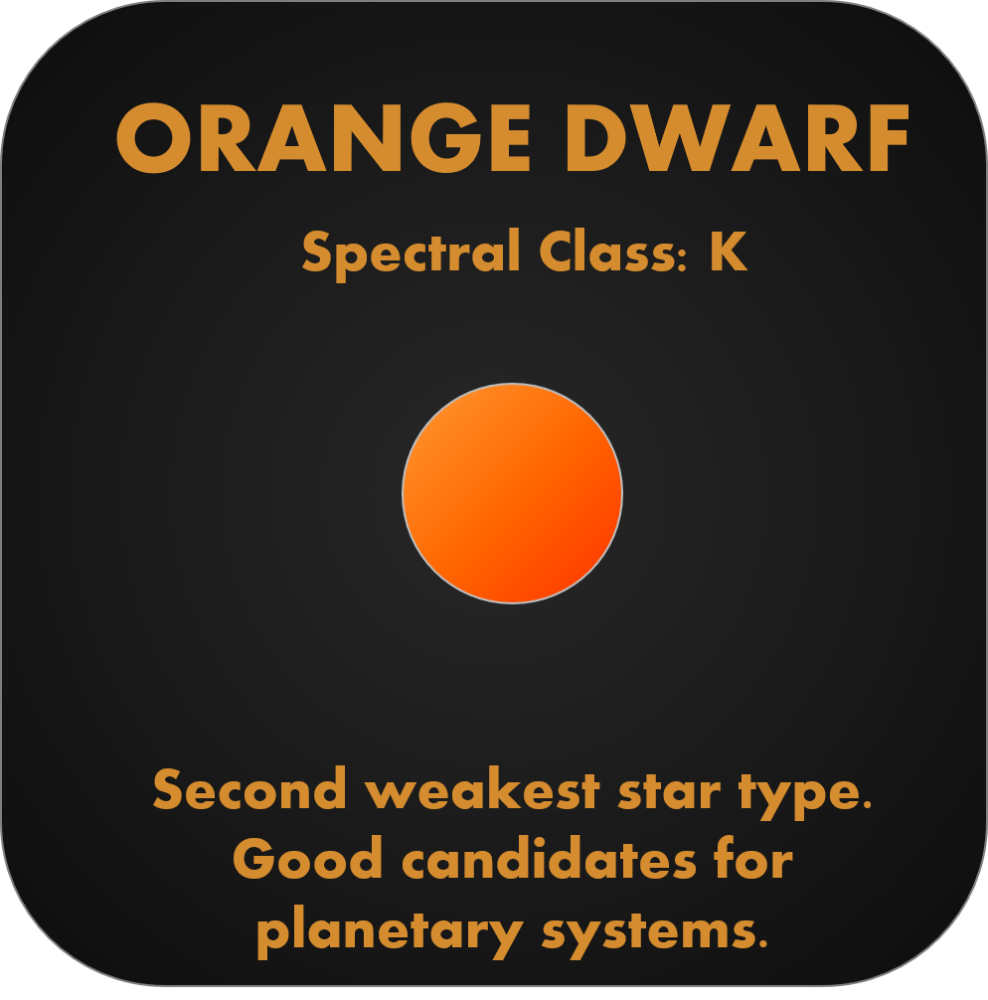 ORANGE DWARF
Spectral Class: K
Second weakest star type.
Good candidates for
planetary systems.